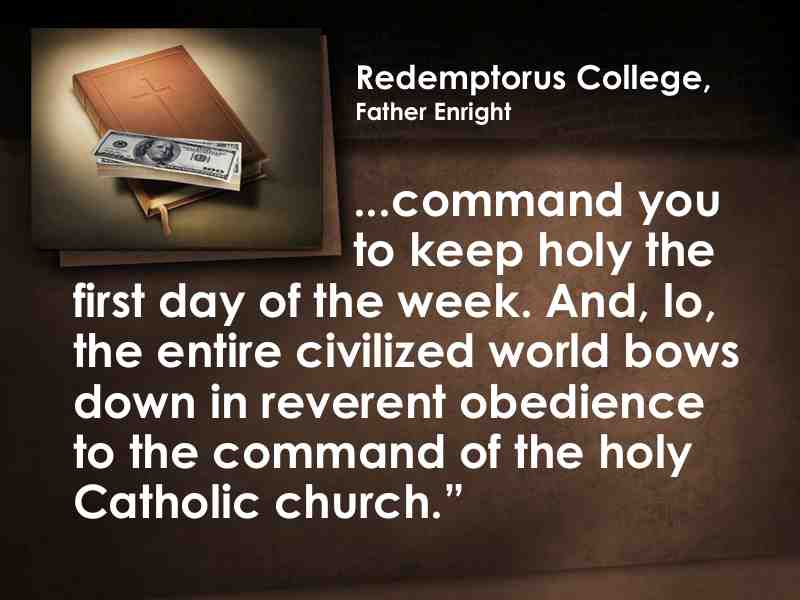 Redemptorus College,
Father Enright
...command you
to keep holy the
first day of the week. And, lo,
the entire civilized world bows
down in reverent obedience
to the command of the holy
Catholic church.”
100